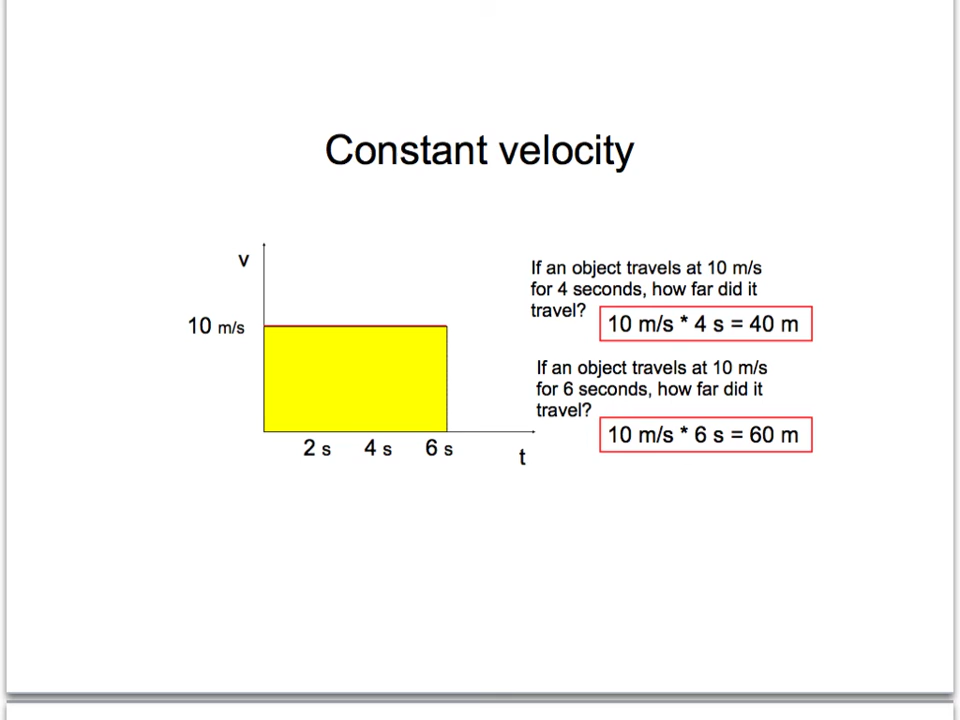 Constant velocity
v
10 m/s
2 s 4 s 6 s
t
If an object travels at 10 m/s
for 4 seconds, how far did it
travel?
10 m/s * 4 s = 40 m
If an object travels at 10 m/s
for 6 seconds, how far did it
travel?
10 m/s * 6 s = 60 m